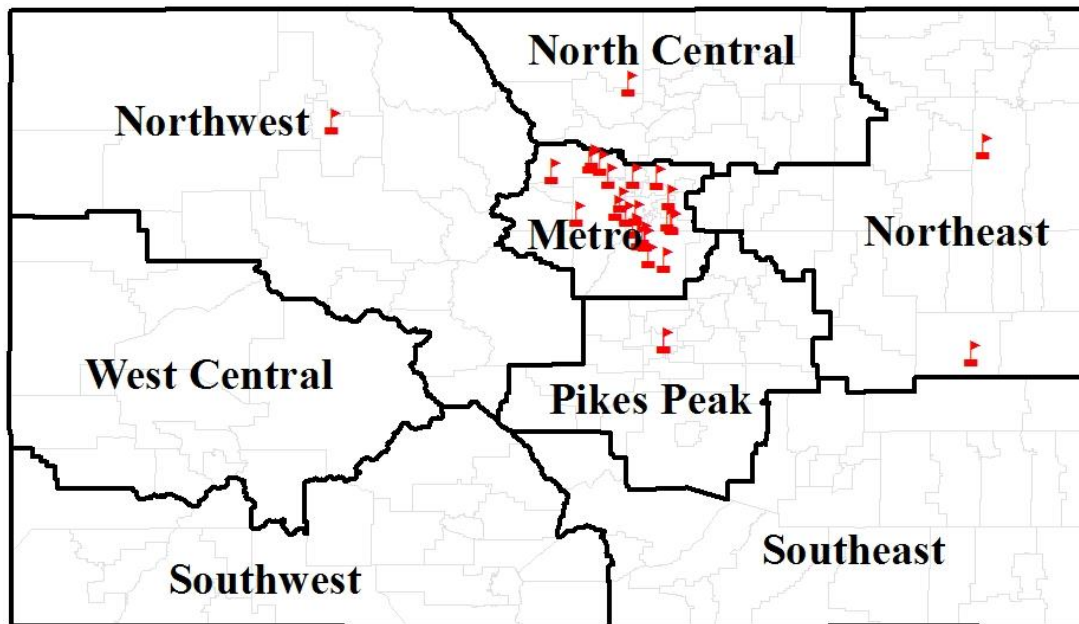 North Central
Northwest
Metro
Northeast
West Central
Pikes Peak
Southeast
Southwest